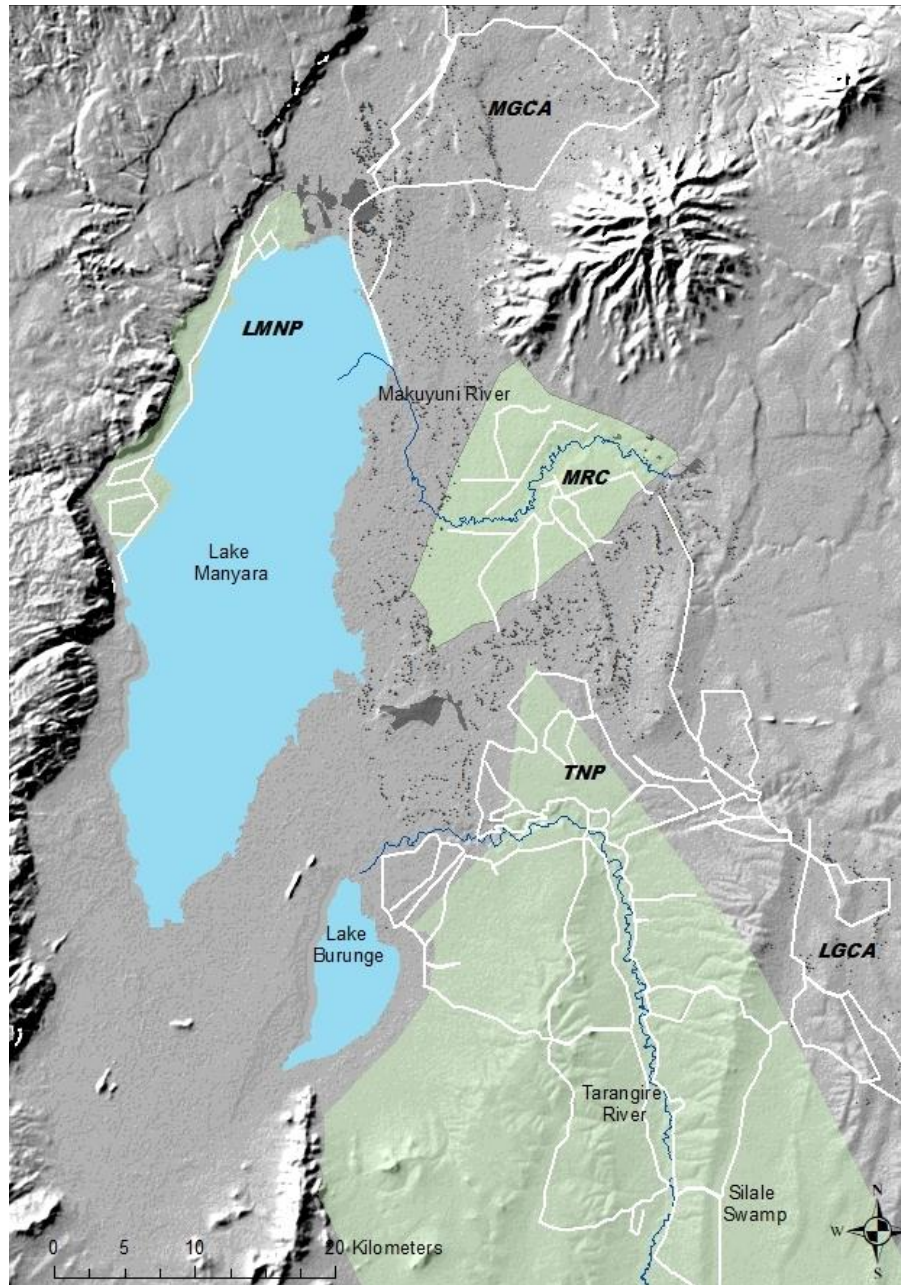 MGCA
LMNP
Makuyuni River
MRC
Lake
Manyara
TNP
Lake
Burunge
LGCA
Tarangire
River
Silale
Swamp
N
W
S
0 5 10 20 Kilometers